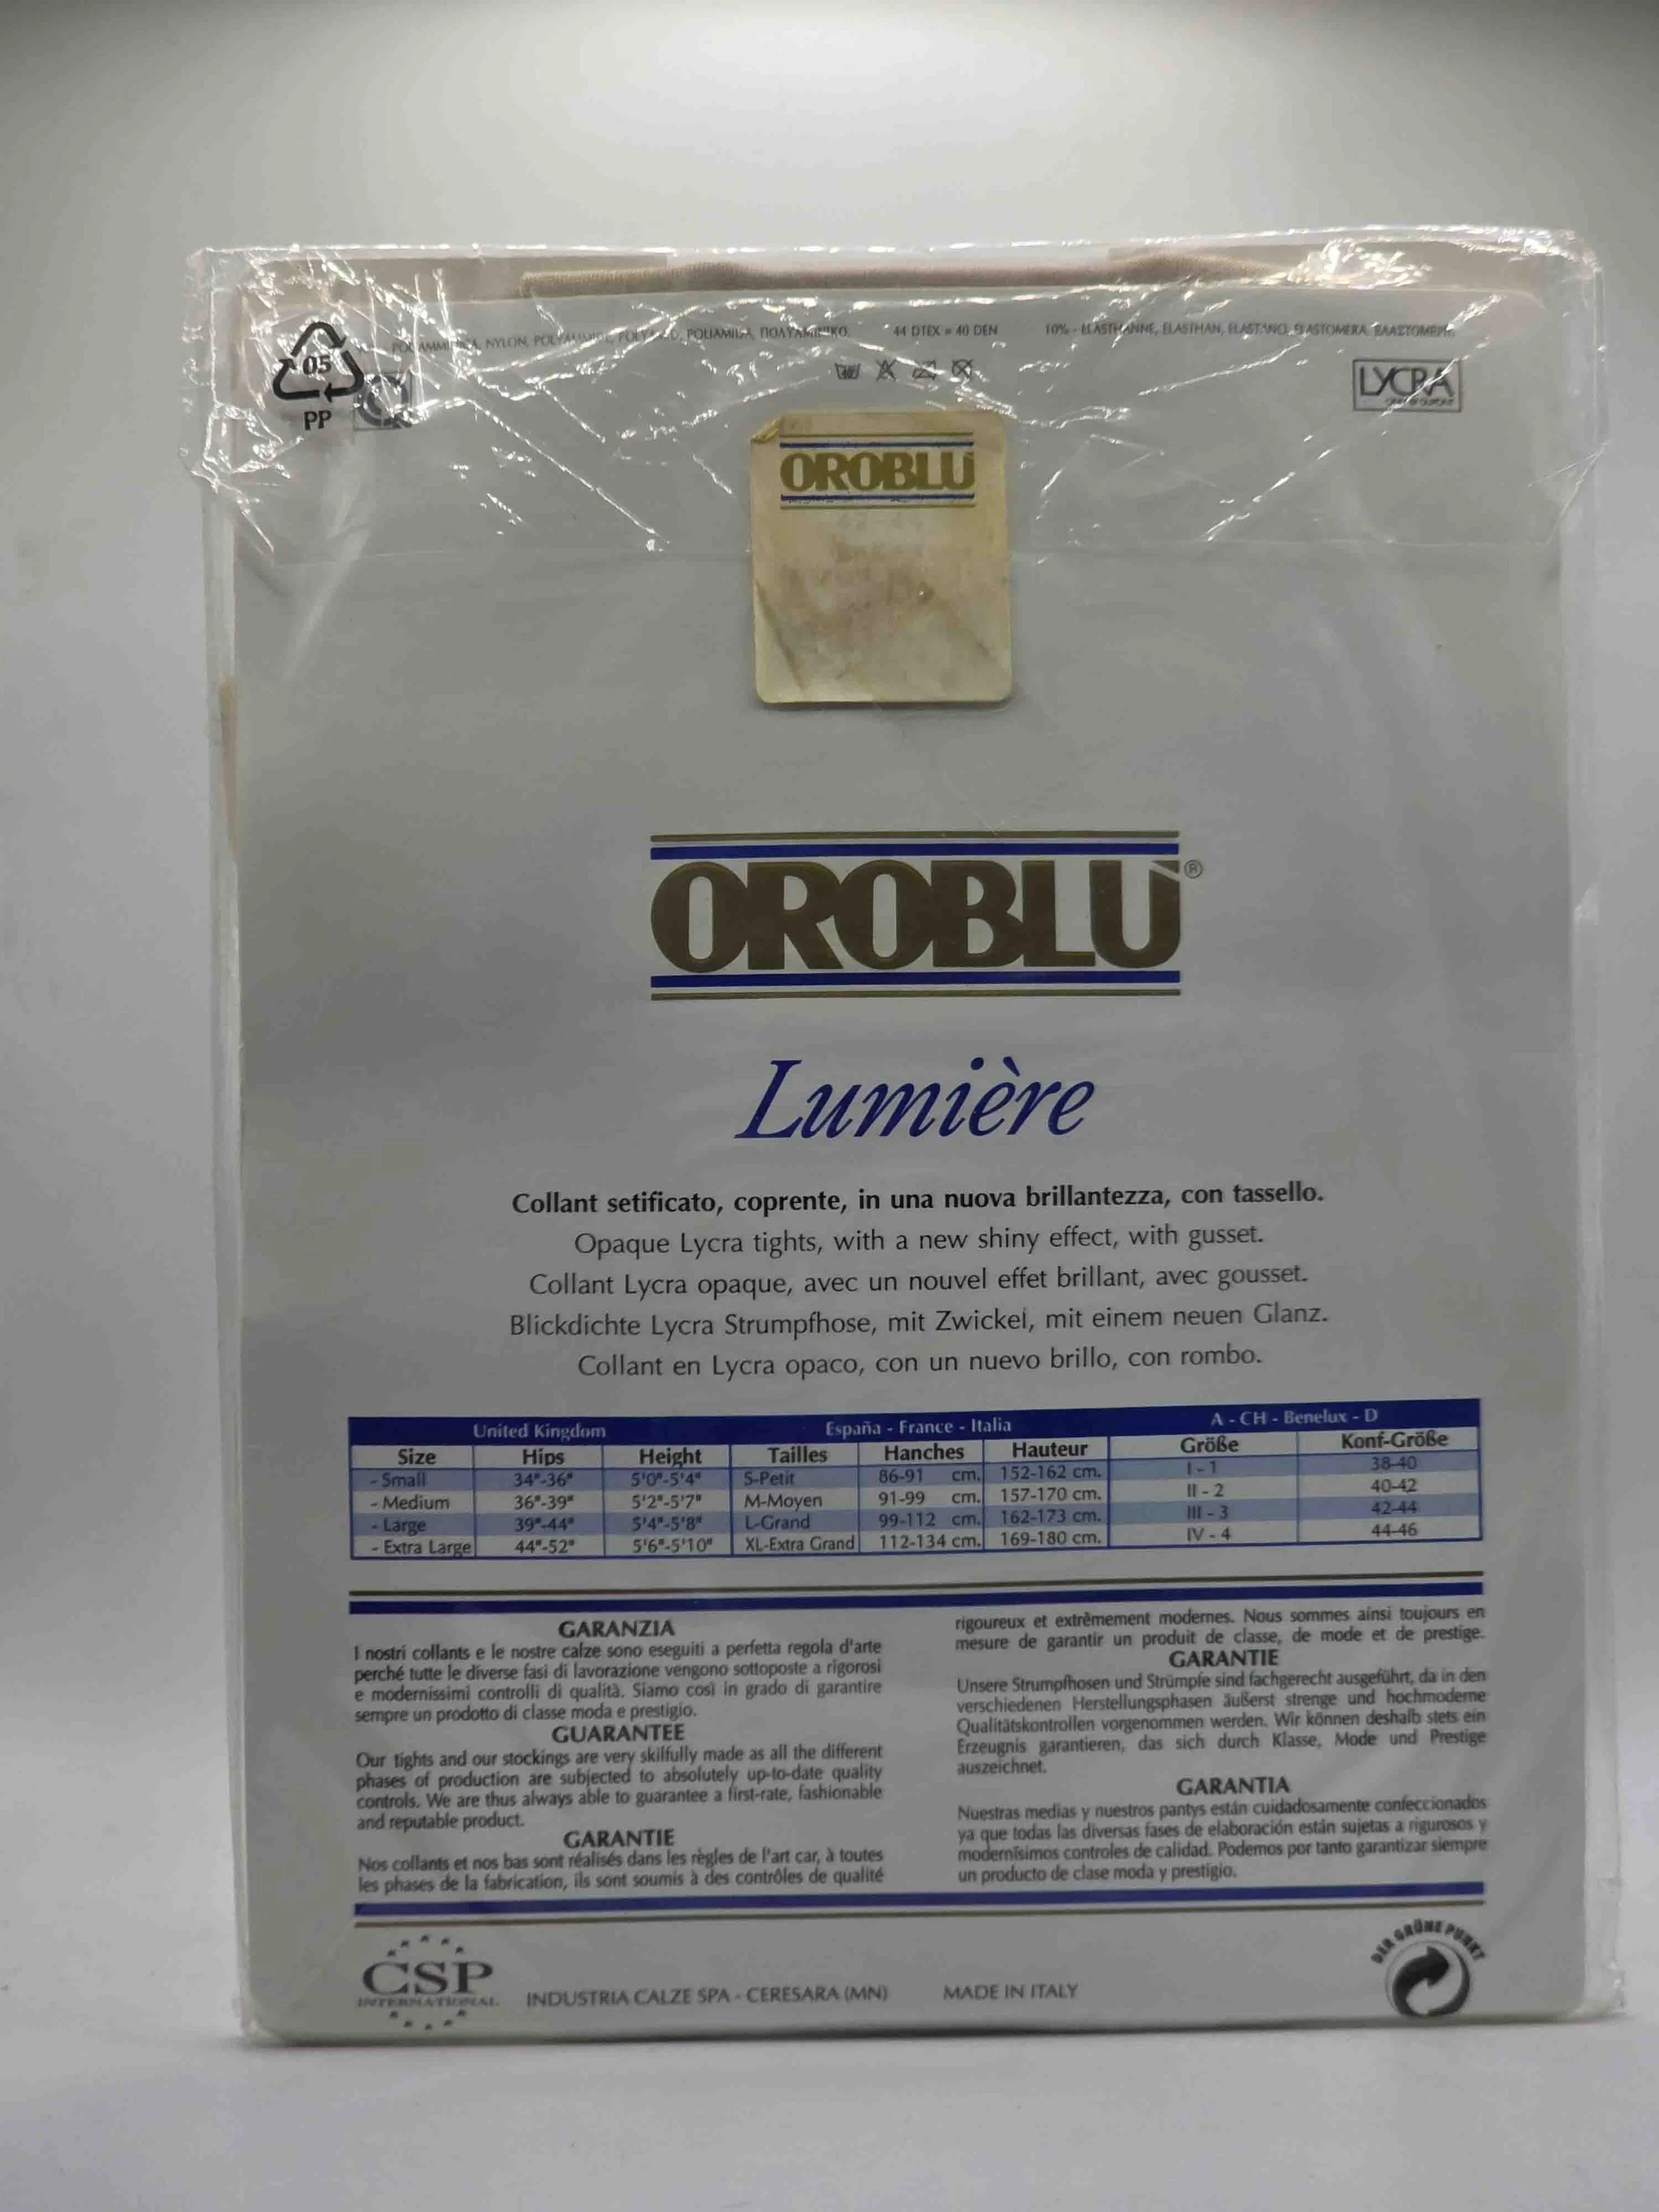 NYLON, POLIAMIDA, ΠΟΛΥΑΜΙΝΙΚΟ. 44 DTEX = 40 DEN 10% - ELASTHANNE, ELASTHAN, ELASTANO, ELASTOMERA,
05
PP
LYCRA
OROBLÙ
OROBLÙ®
Lumière
Collant setificato, coprente, in una nuova brillantezza, con tassello.
Opaque Lycra tights, with a new shiny effect, with gusset.
Collant Lycra opaque, avec un nouvel effet brillant, avec gousset.
Blickdichte Lycra Strumpfhose, mit Zwickel, mit einem neuen Glanz.
Collant en Lycra opaco, con un nuevo brillo, con rombo.
United Kingdom España - France - Italia A - CH - Benelux - D
Size Hips Height Tailles Hanches Hauteur Größe Konf-Größe
- Small 34"-36" 5'0"-5'4" S-Petit 86-91 cm. 152-162 cm. I - 1 38-40
- Medium 36"-39" 5'2"-5'7" M-Moyen 91-99 cm. 157-170 cm. II - 2 40-42
- Large 39"-44" 5'4"-5'8" L-Grand 99-112 cm. 162-173 cm. III - 3 42-44
- Extra Large 44"-52" 5'6"-5'10" XL-Extra Grand 112-134 cm. 169-180 cm. IV - 4 44-46
GARANZIA
I nostri collants e le nostre calze sono eseguiti a perfetta regola d'arte
perché tutte le diverse fasi di lavorazione vengono sottoposte a rigorosi
e modernissimi controlli di qualità. Siamo così in grado di garantire
sempre un prodotto di classe moda e prestigio.
GUARANTEE
Our tights and our stockings are very skilfully made as all the different
phases of production are subjected to absolutely up-to-date quality
controls. We are thus always able to guarantee a first-rate, fashionable
and reputable product.
GARANTIE
Nos collants et nos bas sont réalisés dans les règles de l'art car, à toutes
les phases de la fabrication, ils sont soumis à des contrôles de qualité
rigoureux et extrêmement modernes. Nous sommes ainsi toujours en
mesure de garantir un produit de classe, de mode et de prestige.
GARANTIE
Unsere Strumpfhosen und Strümpfe sind fachgerecht ausgeführt, da in den
verschiedenen Herstellungsphasen äußerst strenge und hochmoderne
Qualitätskontrollen vorgenommen werden. Wir können deshalb stets ein
Erzeugnis garantieren, das sich durch Klasse, Mode und Prestige
auszeichnet.
GARANTIA
Nuestras medias y nuestros pantys están cuidadosamente confeccionados
ya que todas las diversas fases de elaboración están sujetas a rigurosos y
modernísimos controles de calidad. Podemos por tanto garantizar siempre
un producto de clase moda y prestigio.
CSP
INTERNATIONAL
INDUSTRIA CALZE SPA - CERESARA (MN) MADE IN ITALY
DER GRÜNE PUNKT